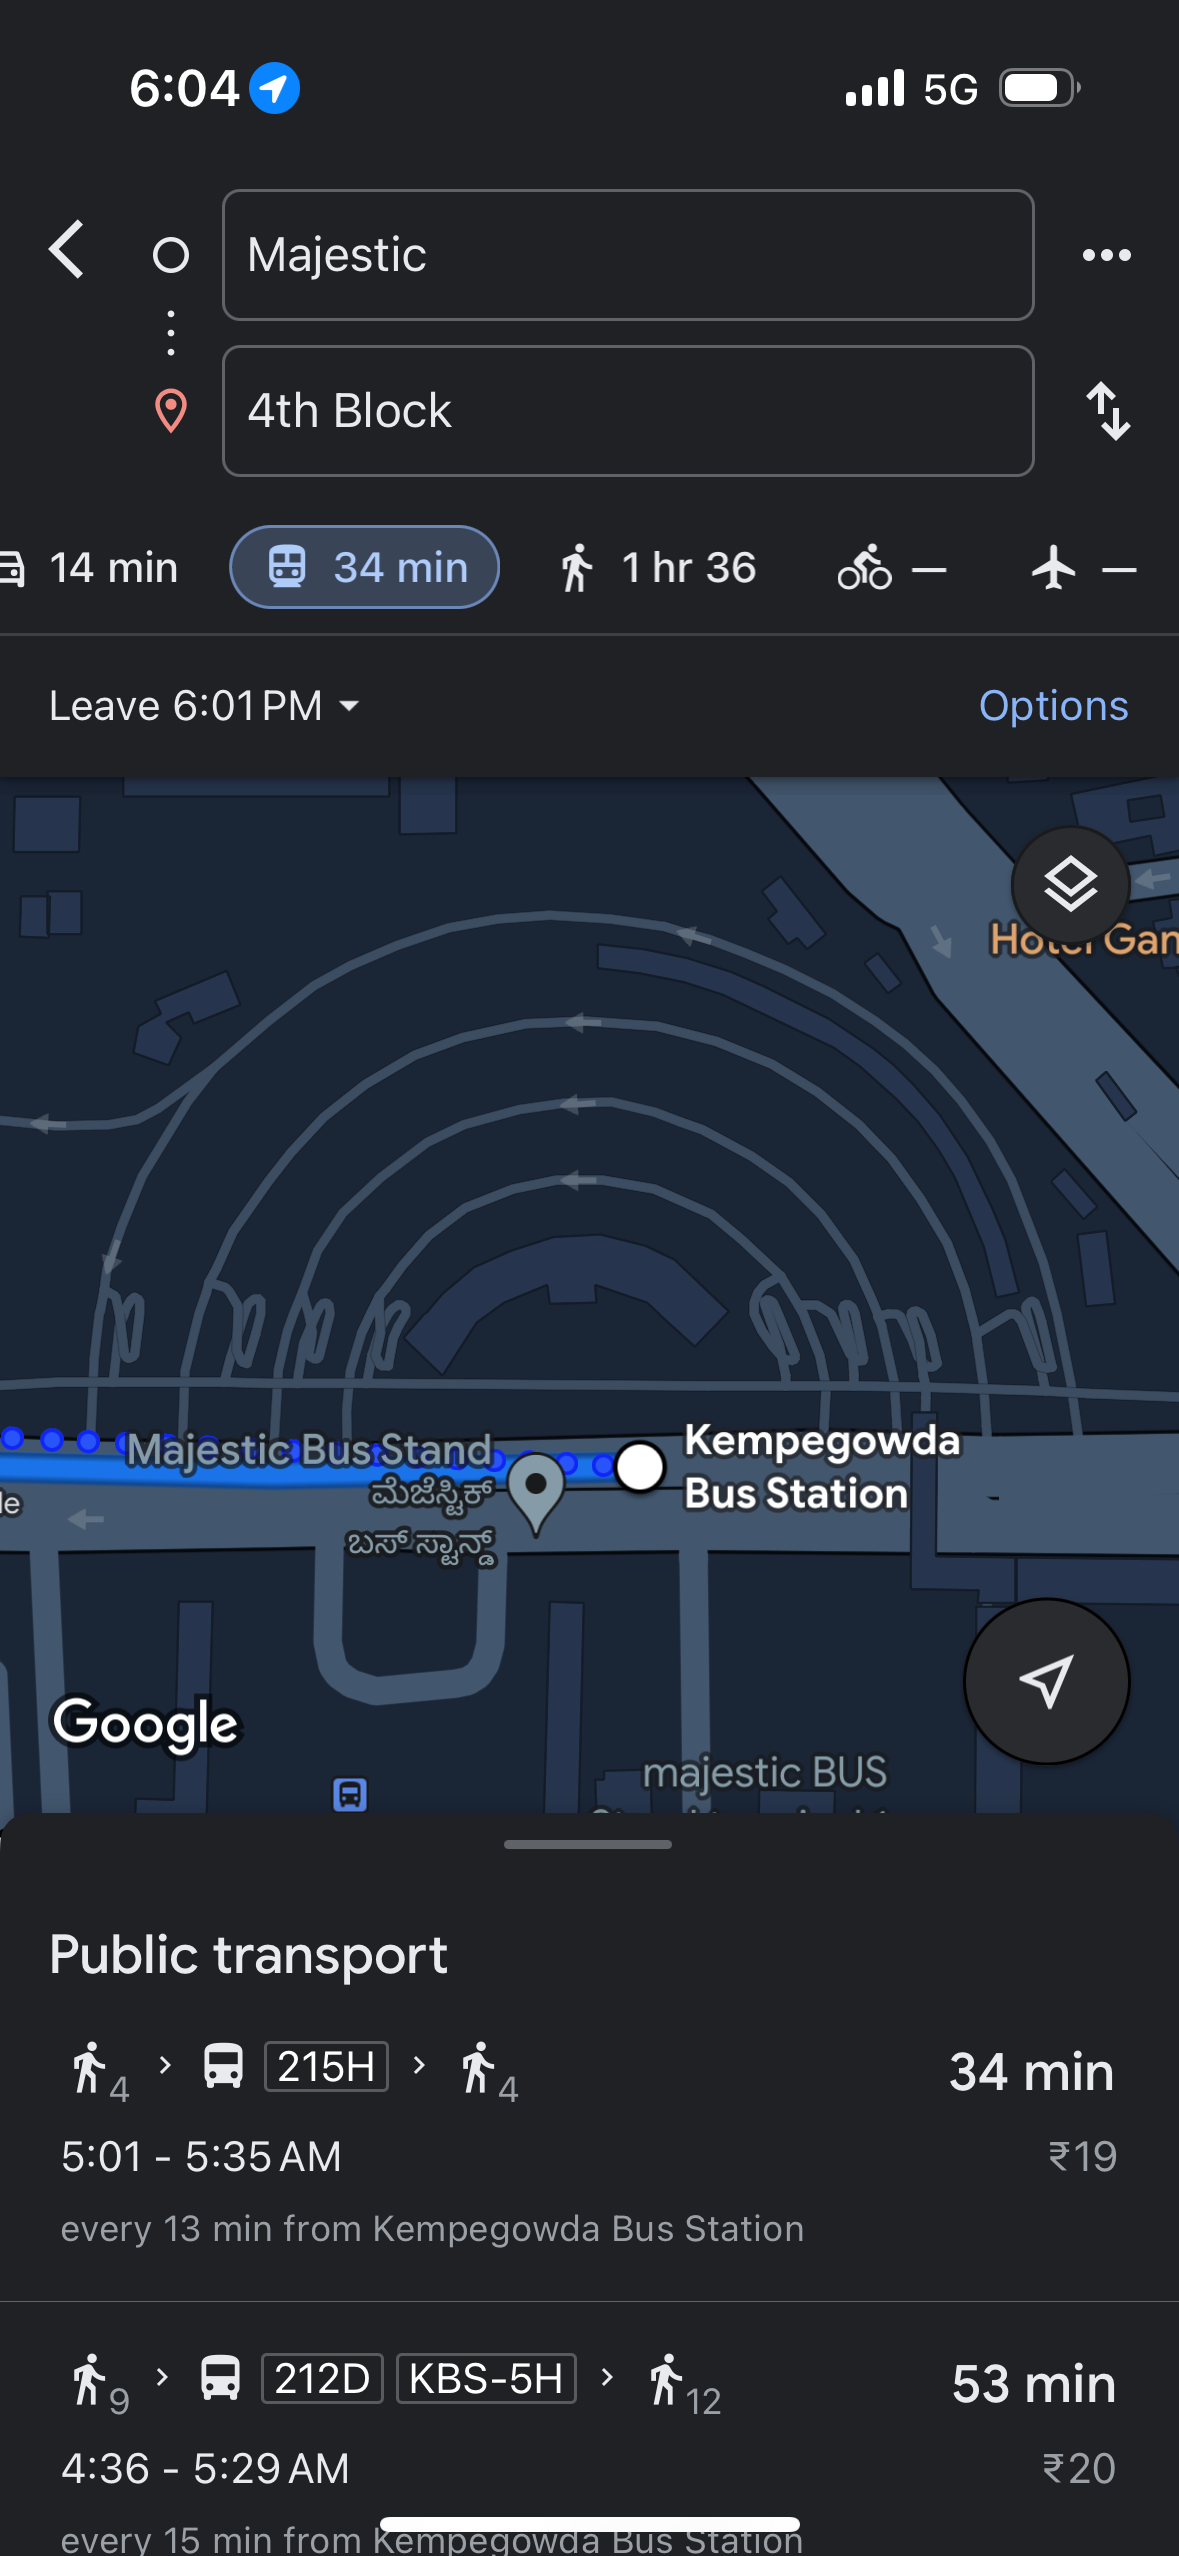 6:04
5G
Majestic
4th Block
14 min
34 min
1 hr 36
—
—
Leave 6:01 PM
Options
Majestic Bus Stand
ಮೆಜೆಸ್ಟಿಕ್
ಬಸ್ ಸ್ಟಾನ್ಡ್
Kempegowda
Bus Station
Google
majestic BUS
Public transport
4 > 215H > 4
34 min
5:01 - 5:35 AM
₹19
every 13 min from Kempegowda Bus Station
9 > 212D KBS-5H > 12
53 min
4:36 - 5:29 AM
₹20
every 15 min from Kempegowda Bus Station